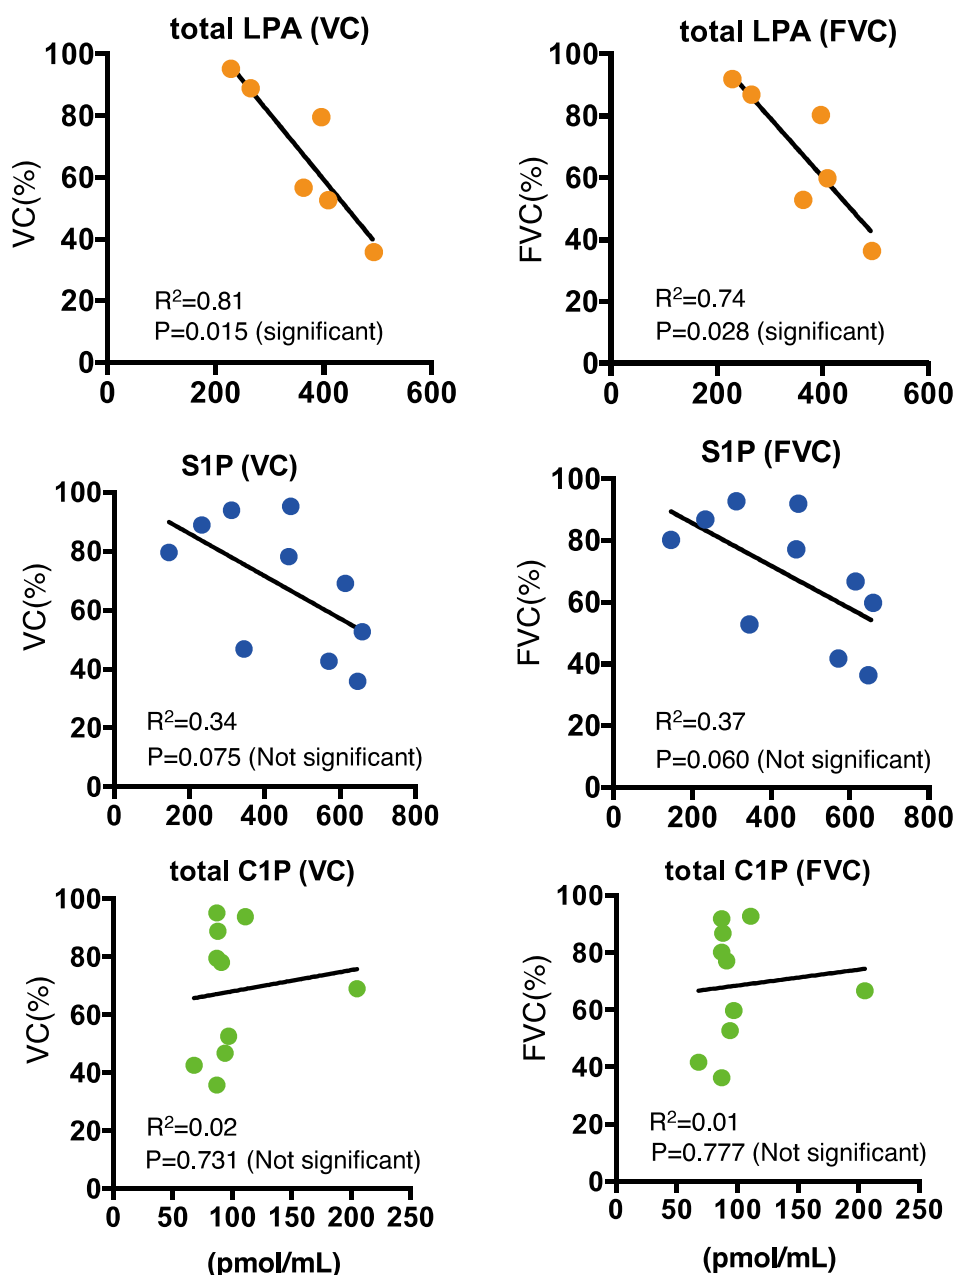 total LPA (VC)
VC(%)
100
80
60
40
20
0
R²=0.81
P=0.015 (significant)
0 200 400 600
total LPA (FVC)
FVC(%)
100
80
60
40
20
0
R²=0.74
P=0.028 (significant)
0 200 400 600
S1P (VC)
VC(%)
100
80
60
40
20
0
R²=0.34
P=0.075 (Not significant)
0 200 400 600 800
S1P (FVC)
FVC(%)
100
80
60
40
20
0
R²=0.37
P=0.060 (Not significant)
0 200 400 600 800
total C1P (VC)
VC(%)
100
80
60
40
20
0
R²=0.02
P=0.731 (Not significant)
0 50 100 150 200 250
(pmol/mL)
total C1P (FVC)
FVC(%)
100
80
60
40
20
0
R²=0.01
P=0.777 (Not significant)
0 50 100 150 200 250
(pmol/mL)